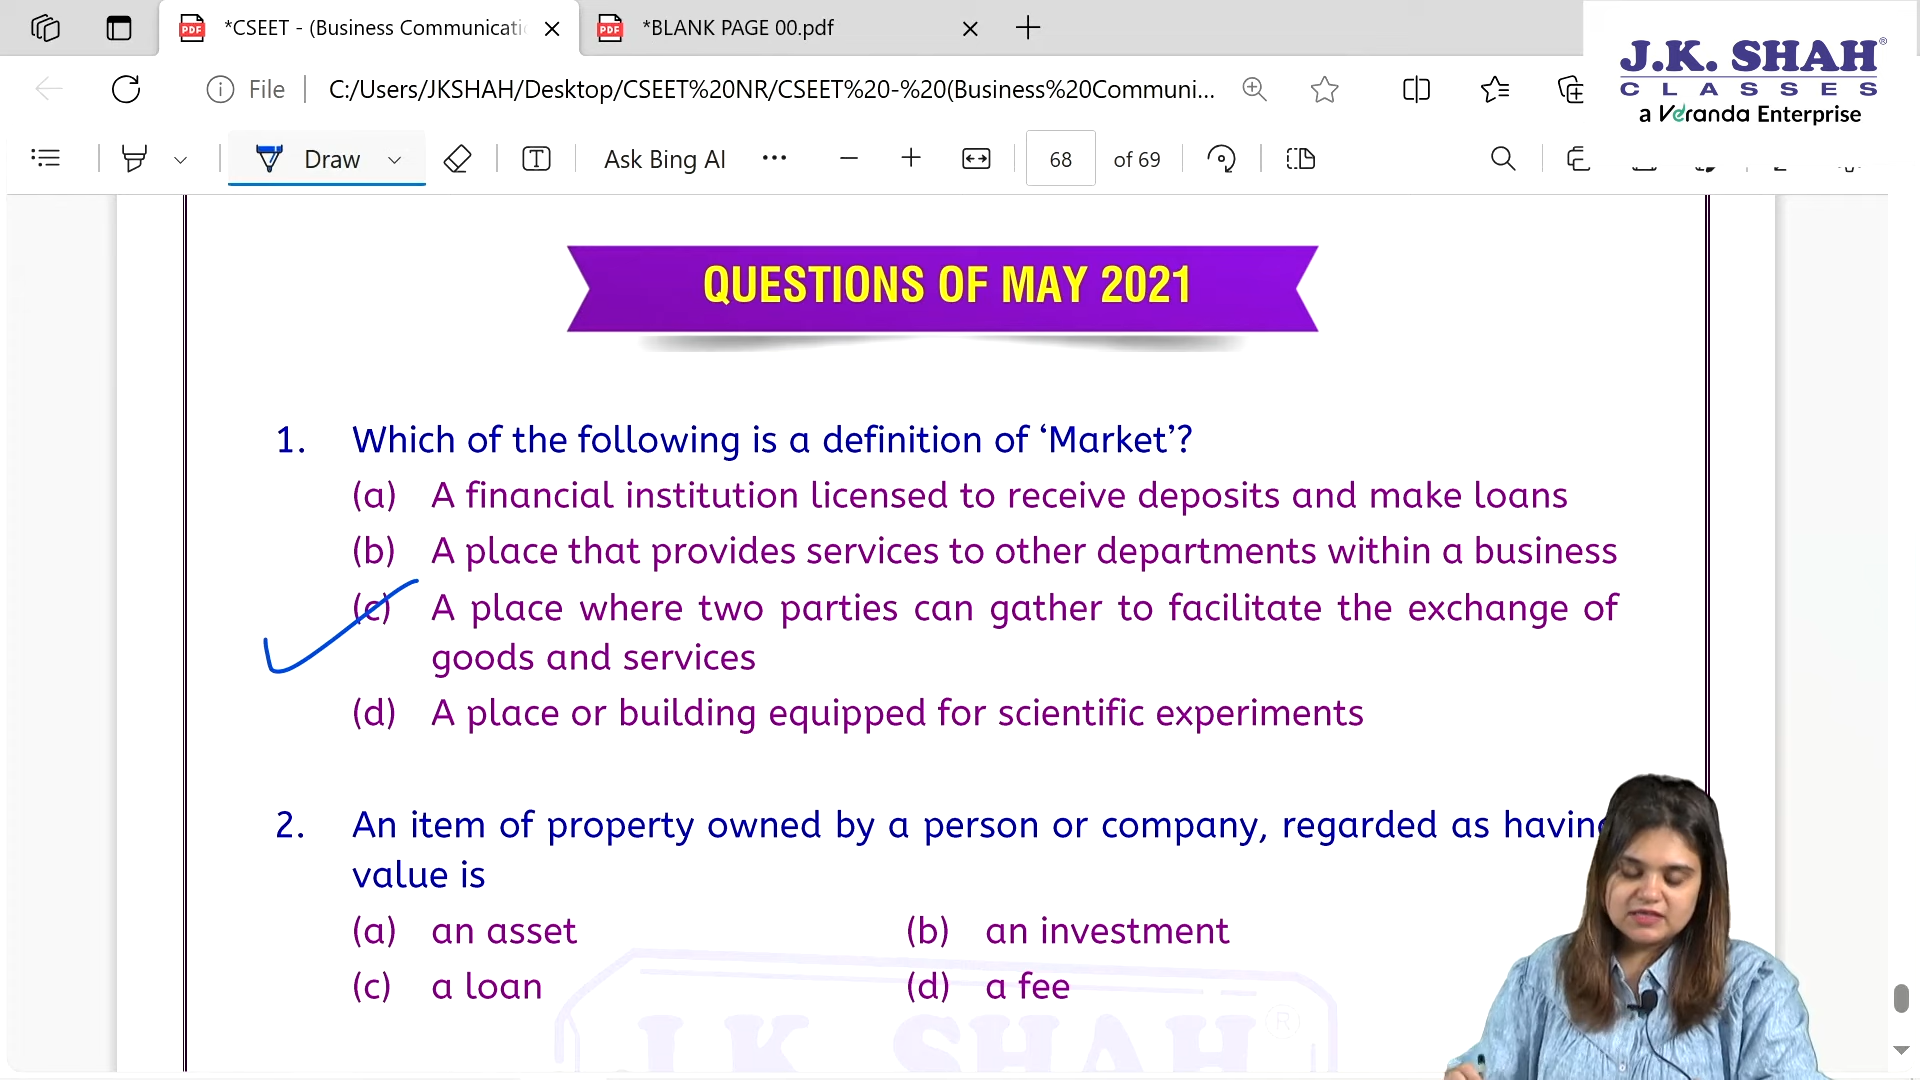 *CSEET - (Business Communicati
*BLANK PAGE 00.pdf
File
C:/Users/JKSHAH/Desktop/CSEET%20NR/CSEET%20-%20(Business%20Communi...
J.K. SHAH®
CLASSES
a Veranda Enterprise
Draw
Ask Bing AI
68
of 69
QUESTIONS OF MAY 2021
1. Which of the following is a definition of ‘Market’?
(a) A financial institution licensed to receive deposits and make loans
(b) A place that provides services to other departments within a business
(c) A place where two parties can gather to facilitate the exchange of
goods and services
(d) A place or building equipped for scientific experiments
2. An item of property owned by a person or company, regarded as having
value is
(a) an asset (b) an investment
(c) a loan (d) a fee
J.K. SHAH ®